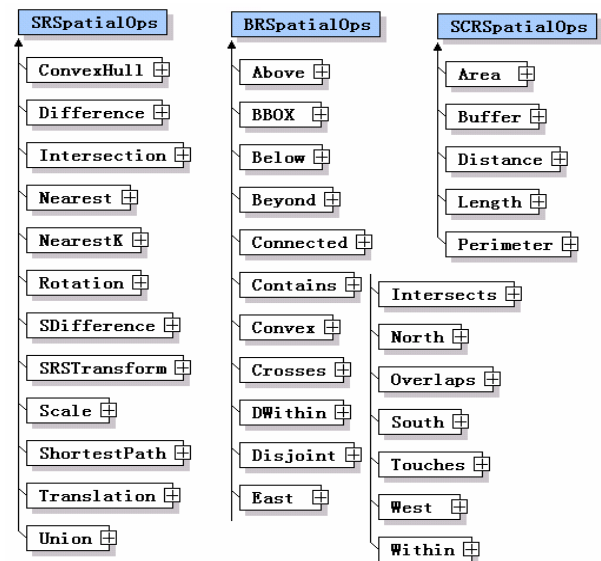 SRSpatialOps
ConvexHull
Difference
Intersection
Nearest
NearestK
Rotation
SDifference
SRSTransform
Scale
ShortestPath
Translation
Union
BRSpatialOps
Above
BBOX
Below
Beyond
Connected
Contains
Convex
Crosses
DWithin
Disjoint
East
Intersects
North
Overlaps
South
Touches
West
Within
SCRSpatialOps
Area
Buffer
Distance
Length
Perimeter